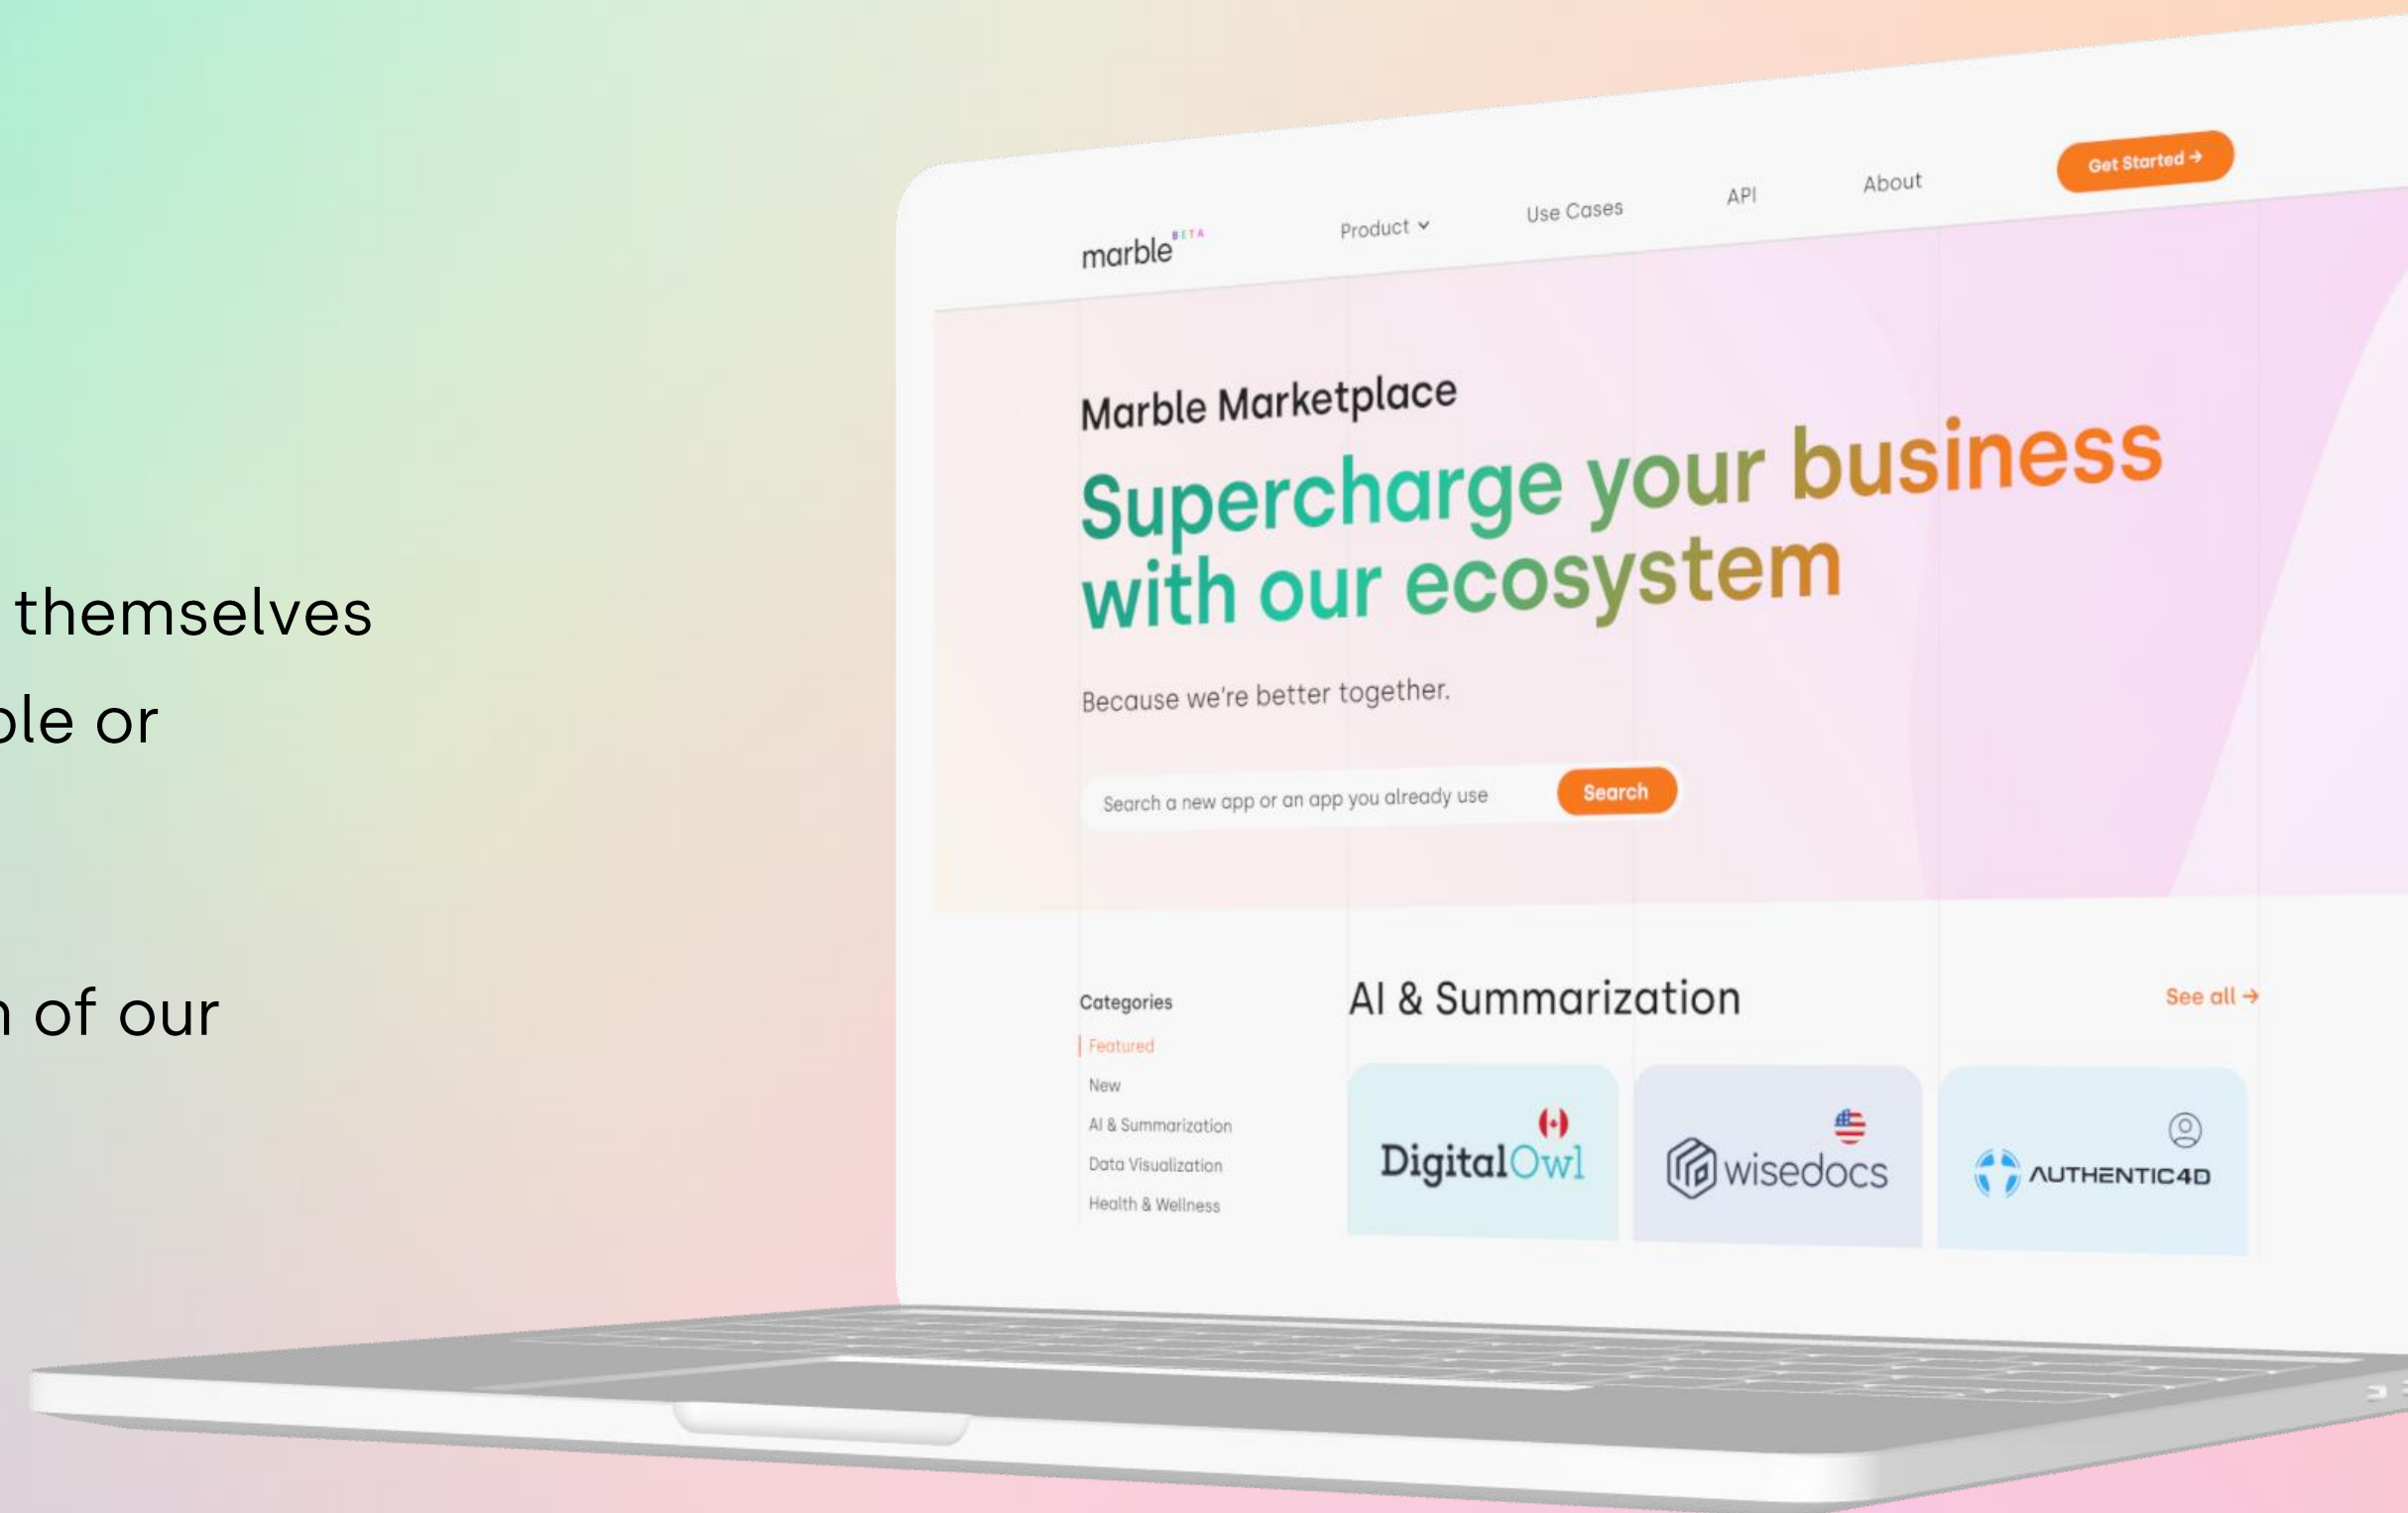 themselves
or
of our
marble BETA
Product
Use Cases
API
About
Get Started →
Marble Marketplace
Supercharge your business
with our ecosystem
Because we're better together.
Search a new app or an app you already use
Search
Categories
Featured
New
AI & Summarization
Data Visualization
Health & Wellness
AI & Summarization
See all →
DigitalOwl
wisedocs
AUTHENTIC4D